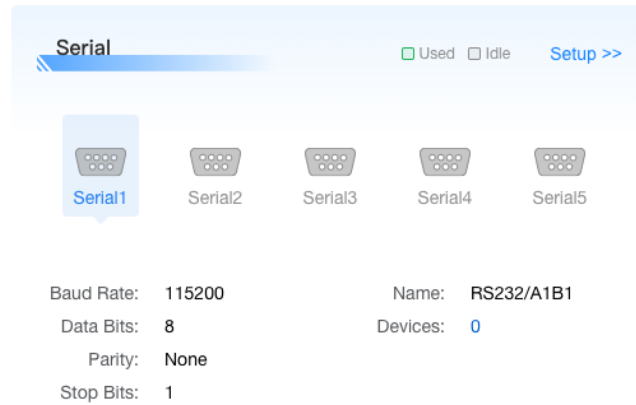 Serial
Used Idle Setup >>
Serial1 Serial2 Serial3 Serial4 Serial5
Baud Rate: 115200 Name: RS232/A1B1
Data Bits: 8 Devices: 0
Parity: None
Stop Bits: 1